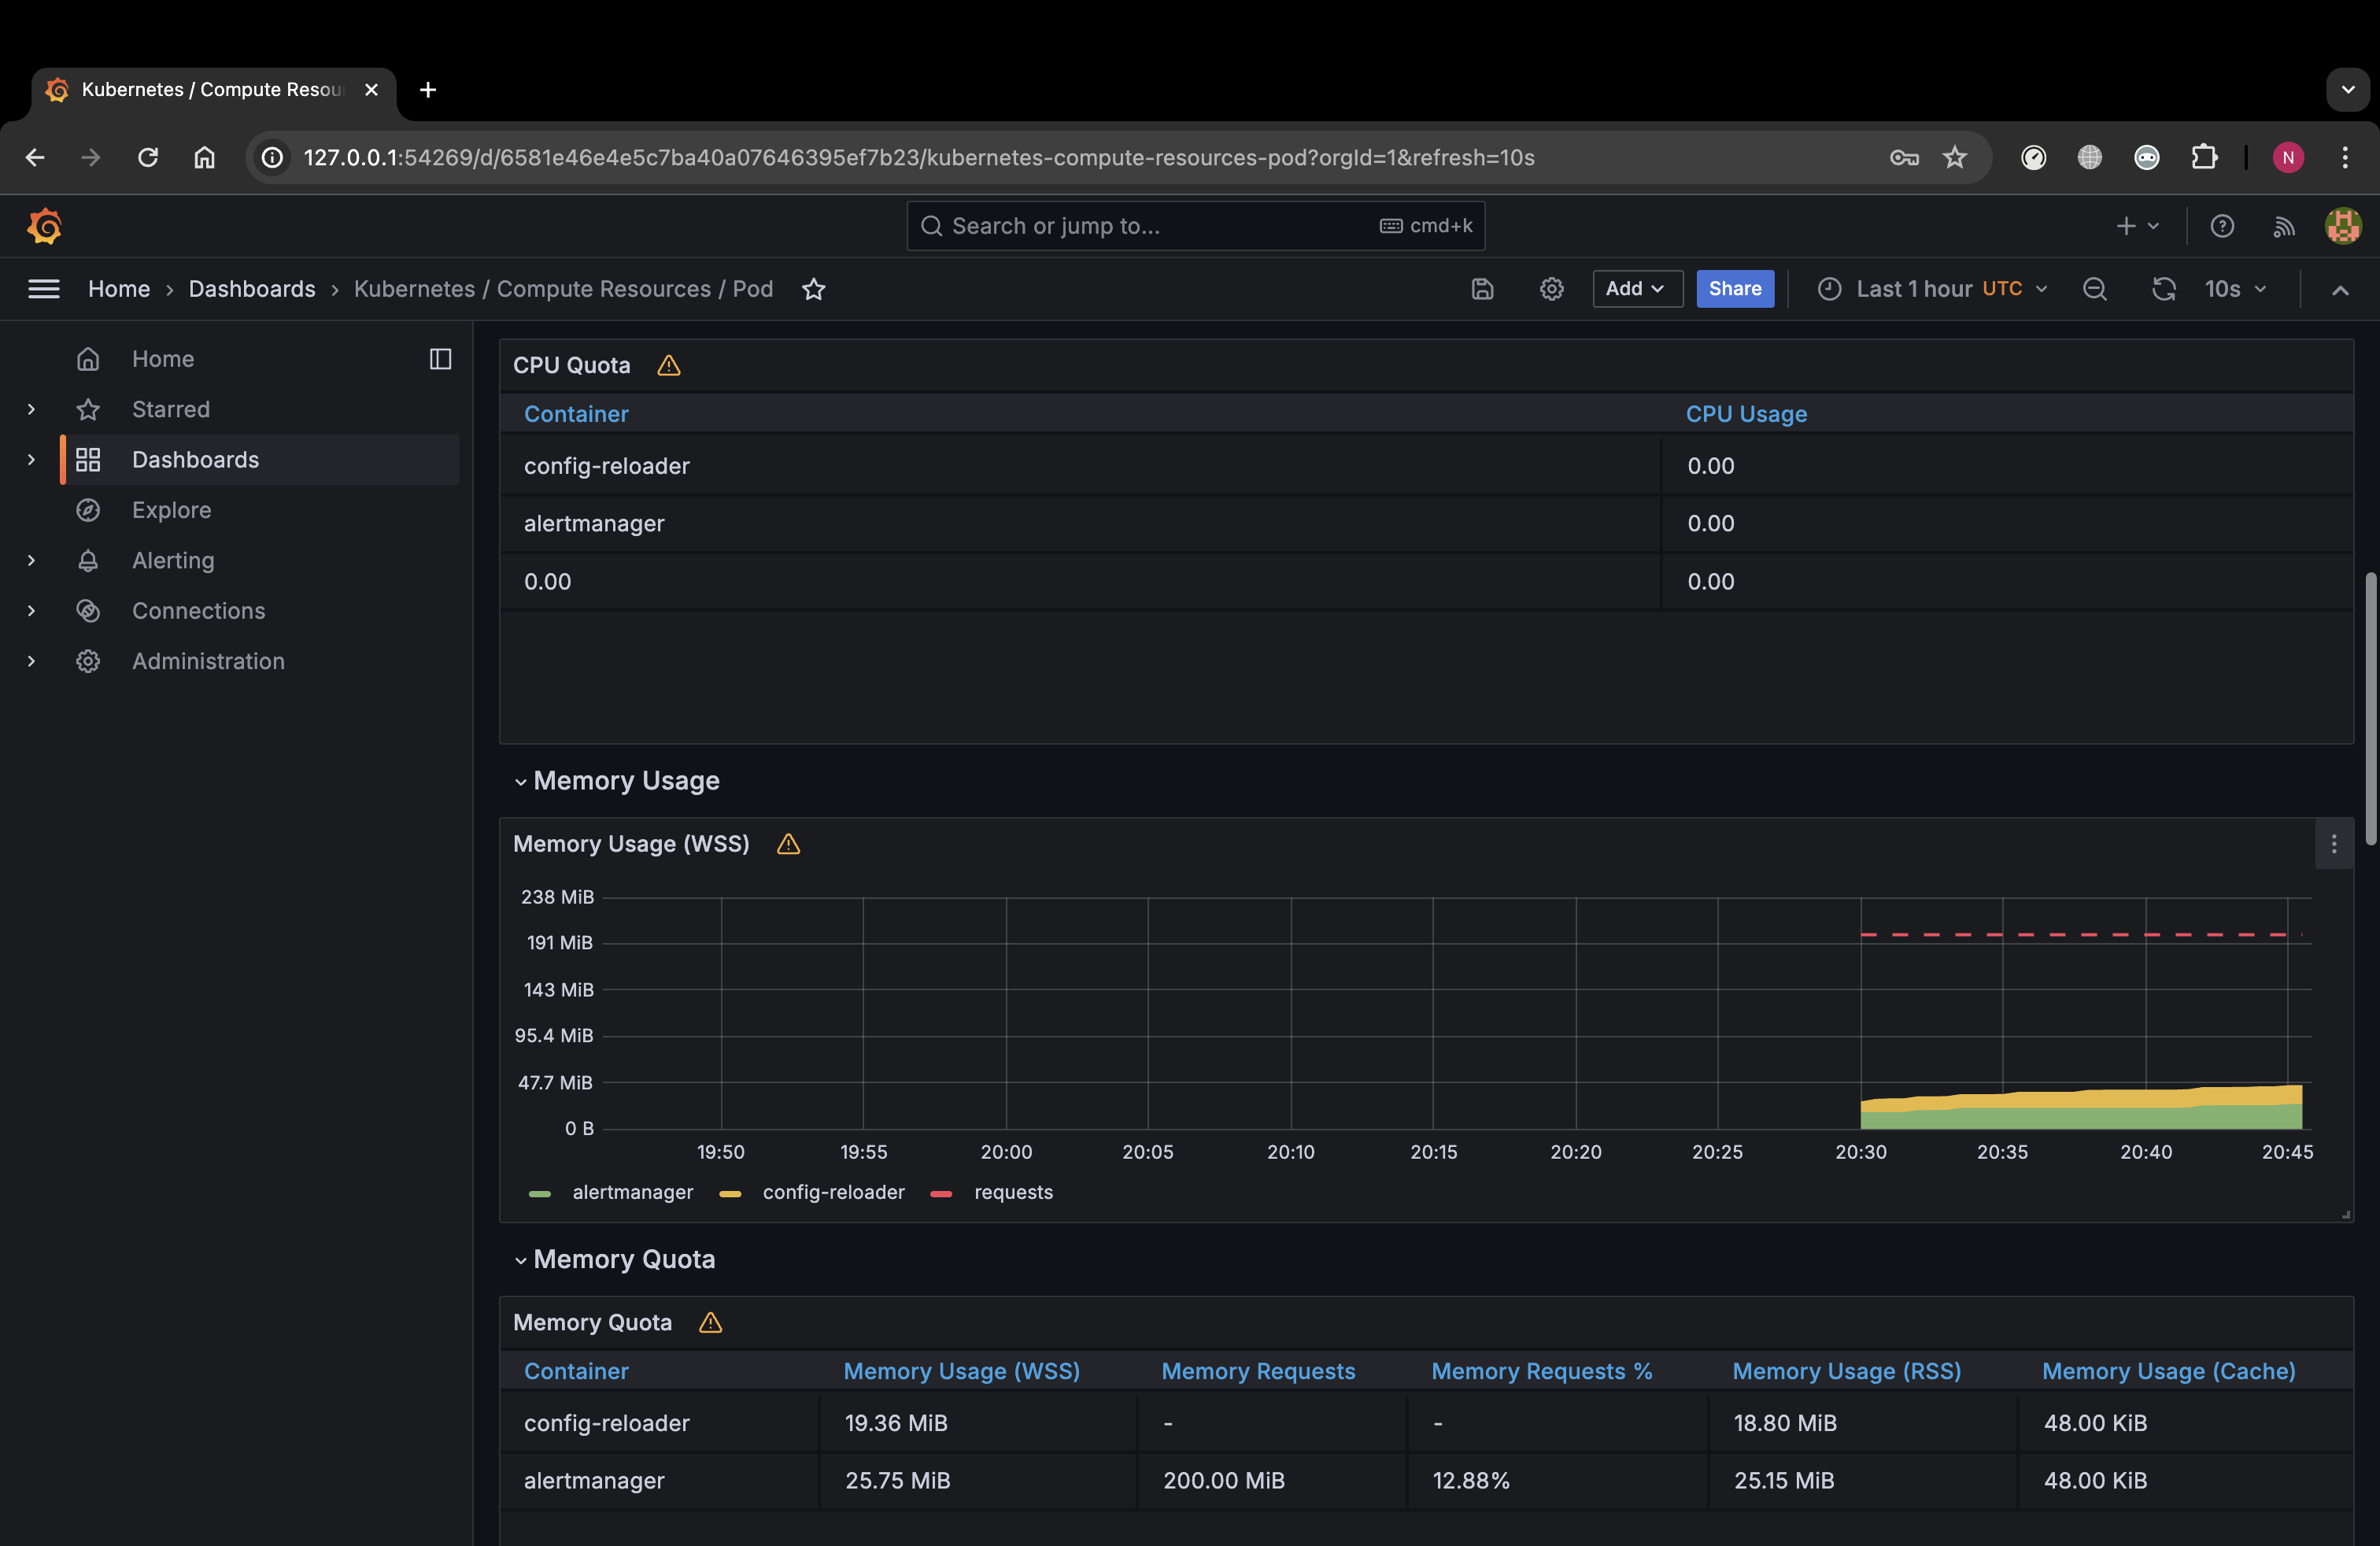 Kubernetes / Compute Resou
127.0.0.1:54269/d/6581e46e4e5c7ba40a07646395ef7b23/kubernetes-compute-resources-pod?orgId=1&refresh=10s
N
Search or jump to... cmd+k
Home › Dashboards › Kubernetes / Compute Resources / Pod
Add
Share
Last 1 hour UTC
10s
Home
Starred
Dashboards
Explore
Alerting
Connections
Administration
CPU Quota
Container CPU Usage
config-reloader 0.00
alertmanager 0.00
0.00 0.00
Memory Usage
Memory Usage (WSS)
238 MiB
191 MiB
143 MiB
95.4 MiB
47.7 MiB
0 B
19:50 19:55 20:00 20:05 20:10 20:15 20:20 20:25 20:30 20:35 20:40 20:45
alertmanager config-reloader requests
Memory Quota
Memory Quota
Container Memory Usage (WSS) Memory Requests Memory Requests % Memory Usage (RSS) Memory Usage (Cache)
config-reloader 19.36 MiB - - 18.80 MiB 48.00 KiB
alertmanager 25.75 MiB 200.00 MiB 12.88% 25.15 MiB 48.00 KiB